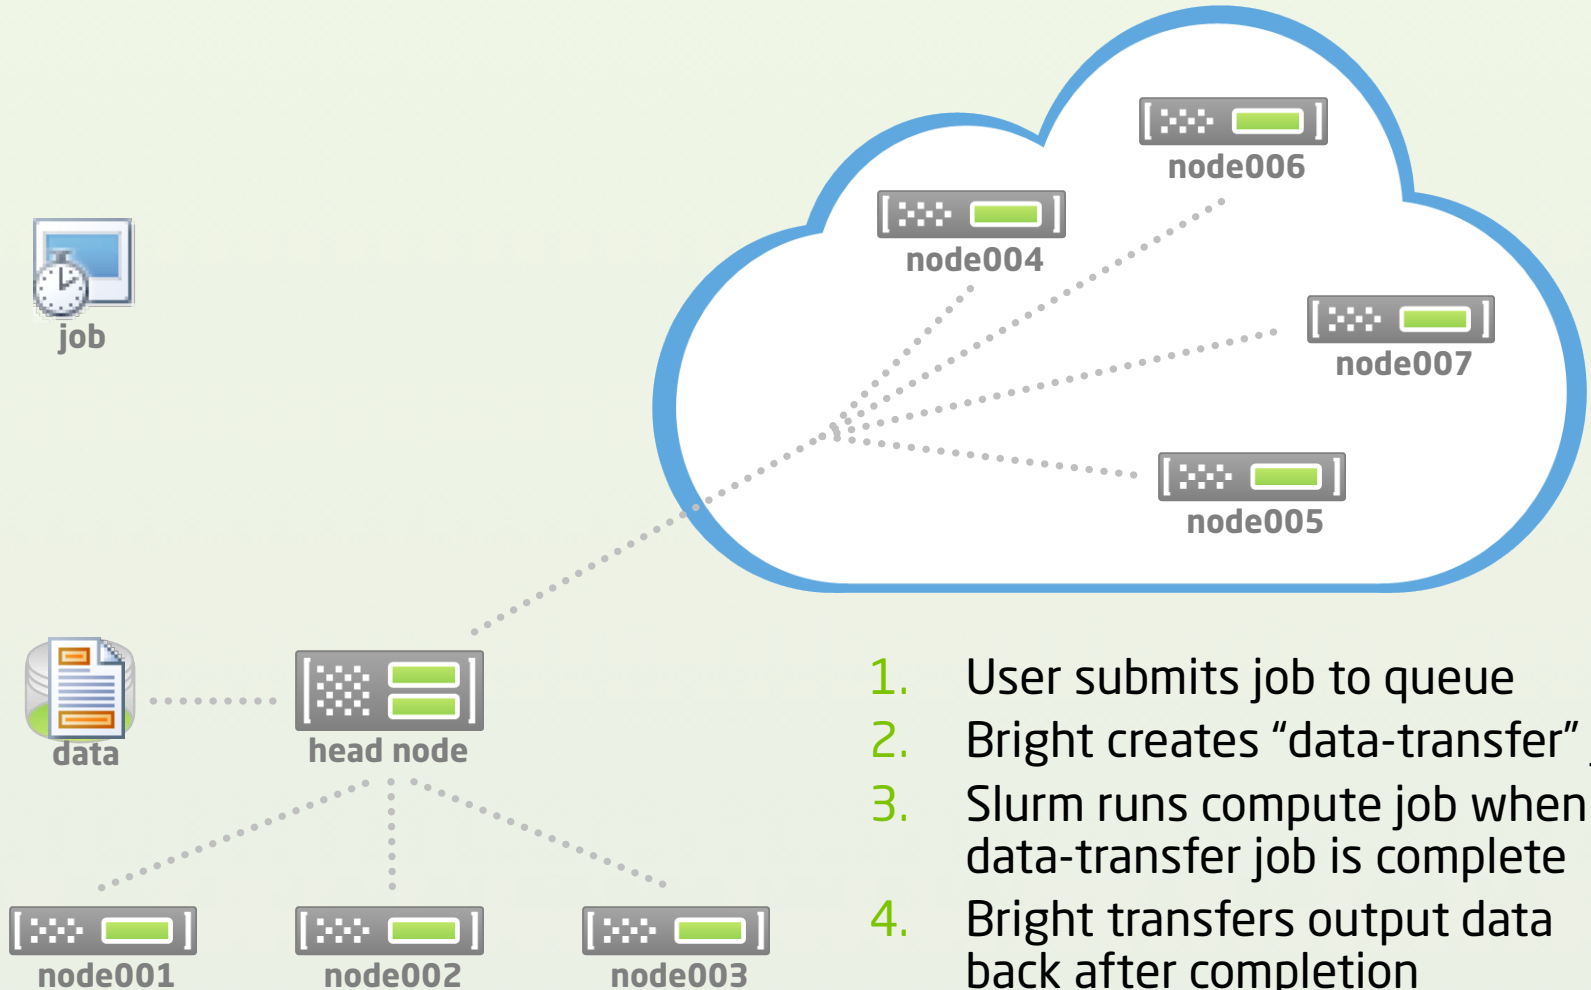 node006
node004
job
node007
node005
data
head node
1. User submits job to queue
2. Bright creates “data-transfer”
3. Slurm runs compute job when
data-transfer job is complete
4. Bright transfers output data
back after completion
node001
node002
node003